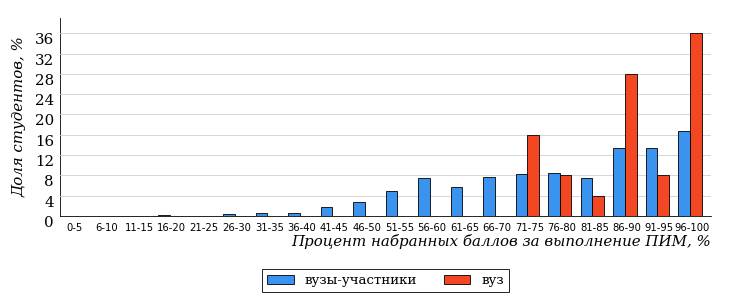 Доля студентов, %
36
32
28
24
20
16
12
8
4
0
0-5 6-10 11-15 16-20 21-25 26-30 31-35 36-40 41-45 46-50 51-55 56-60 61-65 66-70 71-75 76-80 81-85 86-90 91-95 96-100
Процент набранных баллов за выполнение ПИМ, %
вузы-участники вуз